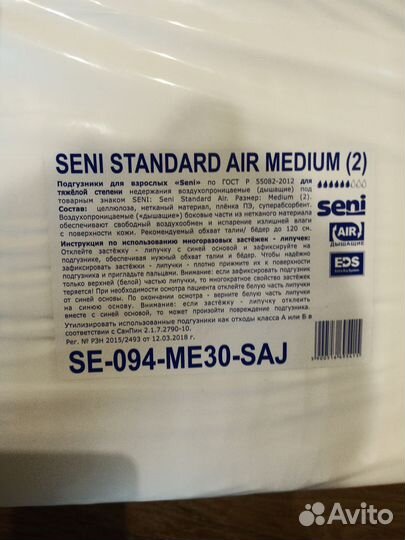 SENI STANDARD AIR MEDIUM (2)
Подгузники для взрослых «Seni» по ГОСТ Р 55082-2012 для
тяжёлой степени недержания воздухопроницаемые (дышащие) под
товарным знаком SENI: Seni Standard Air. Размер: Medium (2).
Состав: целлюлоза, нетканый материал, плёнка ПЭ, суперабсорбент.
Воздухопроницаемые («дышащие») боковые части из нетканого материала
обеспечивают свободный воздухообмен и испарение излишней влаги
с поверхности кожи. Рекомендуемый обхват талии/ бёдер до 120 см.
Инструкция по использованию многоразовых застёжек - липучек:
Отклейте застёжку - липучку от синей основой и зафиксируйте на
подгузнике, обеспечивая нужный обхват талии и бёдер. Чтобы надёжно
зафиксировать застёжки - липучки - плотно прижмите их к поверхности
подгузника и пригладьте пальцами. Внимание: если зафиксировать подгузник
только верхней (белой) частью липучки, то многократное свойство застёжек
теряется! При необходимости осмотра пациента отклейте белую часть липучки
от синей основы. По окончании осмотра - верните белую часть липучки
на синюю основу. Внимание: если отклеить застёжку - липучку
вместе с синей основой, то может произойти повреждение подгузника.
Утилизировать использованные подгузники как отходы класса А или Б в
соответствии с СанПин 2.1.7.2790-10.
Рег. № РЗН 2015/2493 от 12.03.2018 г.
SE-094-ME30-SAJ
seni
(AIR)
ДЫШАЩИЕ
EDS
Avito